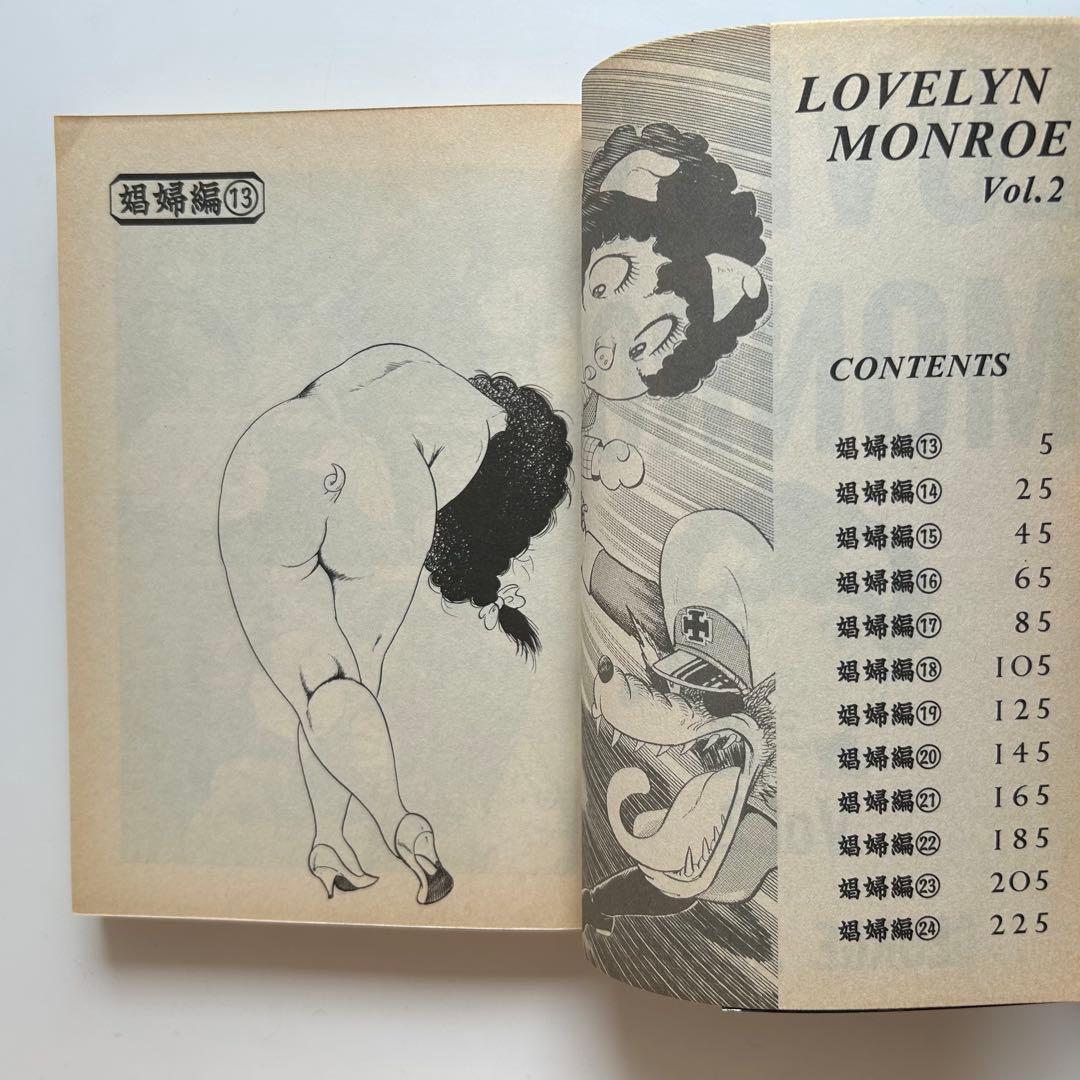 娼婦編⑬
LOVELYN
MONROE
Vol.2
CONTENTS
娼婦編⑬ 5
娼婦編⑭ 25
娼婦編⑮ 45
娼婦編⑯ 65
娼婦編⑰ 85
娼婦編⑱ 105
娼婦編⑲ 125
娼婦編⑳ 145
娼婦編㉑ 165
娼婦編㉒ 185
娼婦編㉓ 205
娼婦編㉔ 225